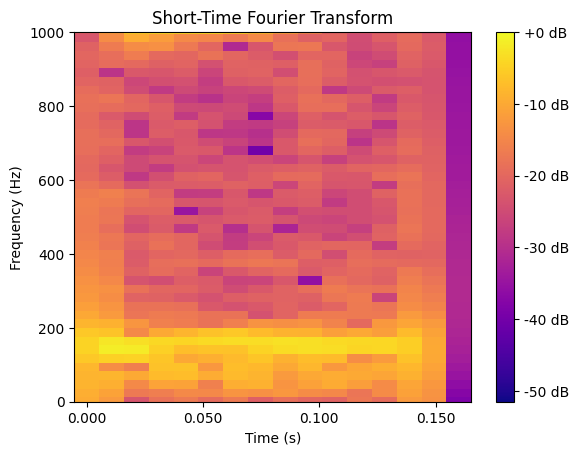 Short-Time Fourier Transform
1000
800
600
400
200
0
Frequency (Hz)
0.000
0.050
0.100
0.150
Time (s)
+0 dB
-10 dB
-20 dB
-30 dB
-40 dB
-50 dB